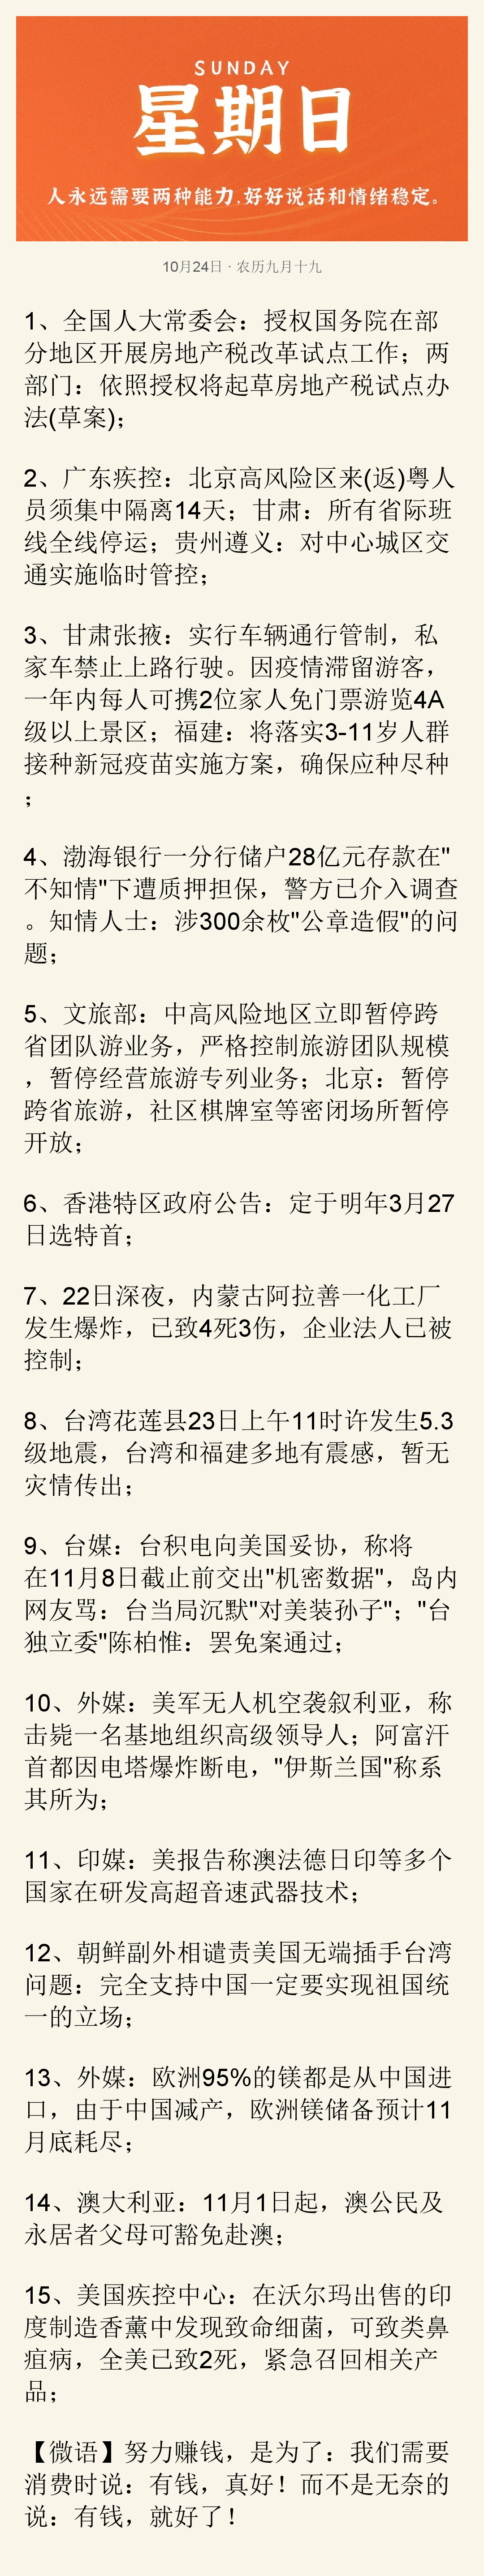 SUNDAY
星期日
人永远需要两种能力,好好说话和情绪稳定。
10月24日 · 农历九月十九
1、全国人大常委会：授权国务院在部
分地区开展房地产税改革试点工作；两
部门：依照授权将起草房地产税试点办
法(草案)；
2、广东疾控：北京高风险区来(返)粤人
员须集中隔离14天；甘肃：所有省际班
线全线停运；贵州遵义：对中心城区交
通实施临时管控；
3、甘肃张掖：实行车辆通行管制，私
家车禁止上路行驶。因疫情滞留游客，
一年内每人可携2位家人免门票游览4A
级以上景区；福建：将落实3-11岁人群
接种新冠疫苗实施方案，确保应种尽种
；
4、渤海银行一分行储户28亿元存款在"
不知情"下遭质押担保，警方已介入调查
。知情人士：涉300余枚"公章造假"的问
题；
5、文旅部：中高风险地区立即暂停跨
省团队游业务，严格控制旅游团队规模
，暂停经营旅游专列业务；北京：暂停
跨省旅游，社区棋牌室等密闭场所暂停
开放；
6、香港特区政府公告：定于明年3月27
日选特首；
7、22日深夜，内蒙古阿拉善一化工厂
发生爆炸，已致4死3伤，企业法人已被
控制；
8、台湾花莲县23日上午11时许发生5.3
级地震，台湾和福建多地有震感，暂无
灾情传出；
9、台媒：台积电向美国妥协，称将
在11月8日截止前交出"机密数据"，岛内
网友骂：台当局沉默"对美装孙子"；"台
独立委"陈柏惟：罢免案通过；
10、外媒：美军无人机空袭叙利亚，称
击毙一名基地组织高级领导人；阿富汗
首都因电塔爆炸断电，"伊斯兰国"称系
其所为；
11、印媒：美报告称澳法德日印等多个
国家在研发高超音速武器技术；
12、朝鲜副外相谴责美国无端插手台湾
问题：完全支持中国一定要实现祖国统
一的立场；
13、外媒：欧洲95%的镁都是从中国进
口，由于中国减产，欧洲镁储备预计11
月底耗尽；
14、澳大利亚：11月1日起，澳公民及
永居者父母可豁免赴澳；
15、美国疾控中心：在沃尔玛出售的印
度制造香薰中发现致命细菌，可致类鼻
疽病，全美已致2死，紧急召回相关产
品；
【微语】努力赚钱，是为了：我们需要
消费时说：有钱，真好！而不是无奈的
说：有钱，就好了！